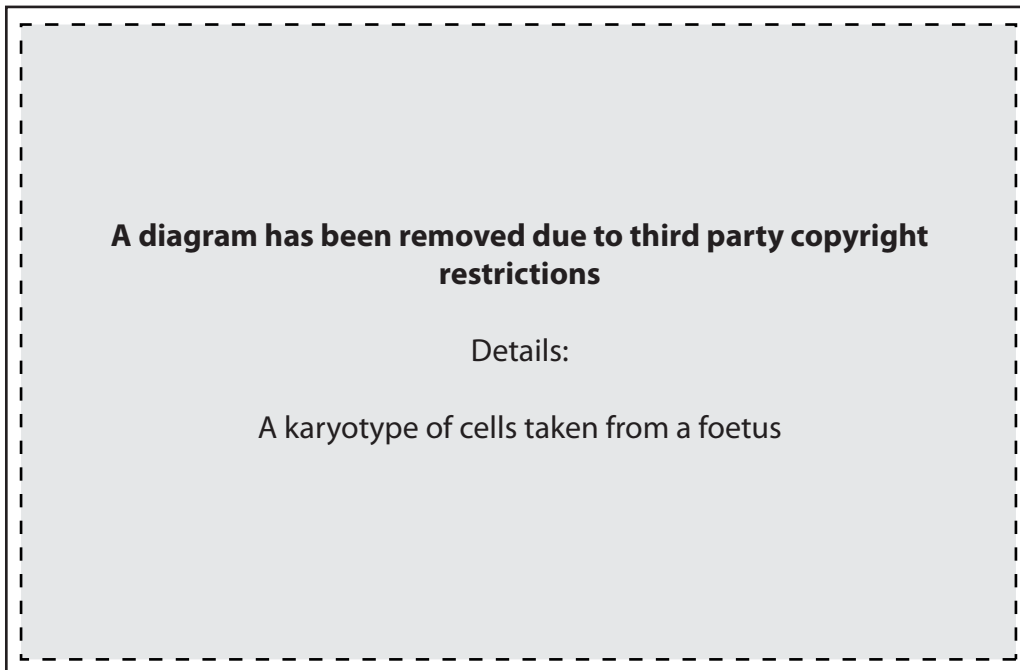 A diagram has been removed due to third party copyright
restrictions
Details:
A karyotype of cells taken from a foetus